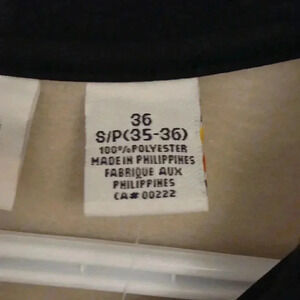 36
S/P(35-36)
100%POLYESTER
MADE IN PHILIPPINES
FABRIQUE AUX
PHILIPPINES
CA# 00222